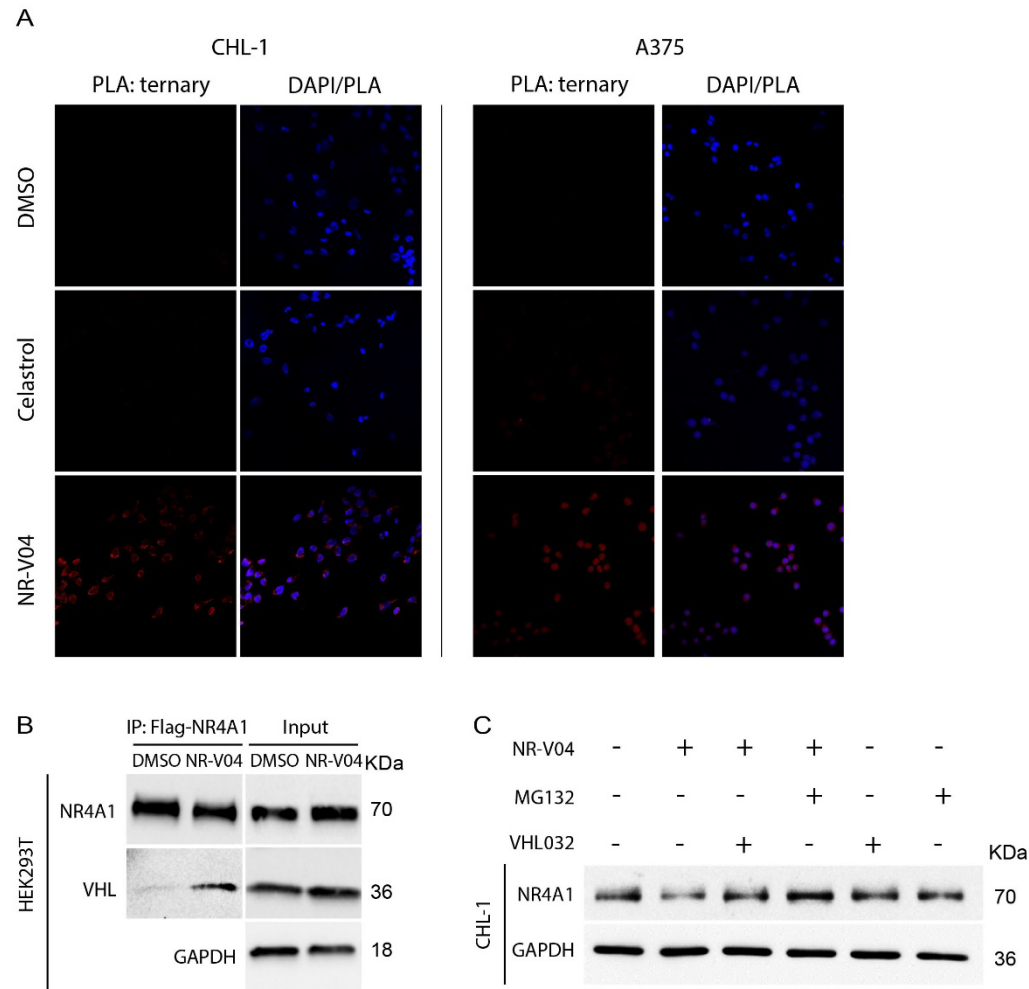 A
CHL-1 A375
PLA: ternary DAPI/PLA PLA: ternary DAPI/PLA
DMSO
Celastrol
NR-V04
B
IP: Flag-NR4A1 Input
DMSO NR-V04 DMSO NR-V04 KDa
HEK293T
NR4A1 70
VHL 36
GAPDH 18
C
NR-V04 - + + + - -
MG132 - - - + - +
VHL032 - - + - + -
KDa
CHL-1
NR4A1 70
GAPDH 36